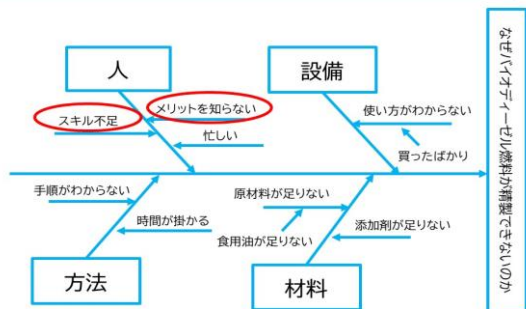 人
設備
メリットを知らない
スキル不足
忙しい
使い方がわからない
買ったばかり
手順がわからない
時間が掛かる
原材料が足りない
食用油が足りない
添加剤が足りない
方法
材料
なぜバイオディーゼル燃料が精製できないのか